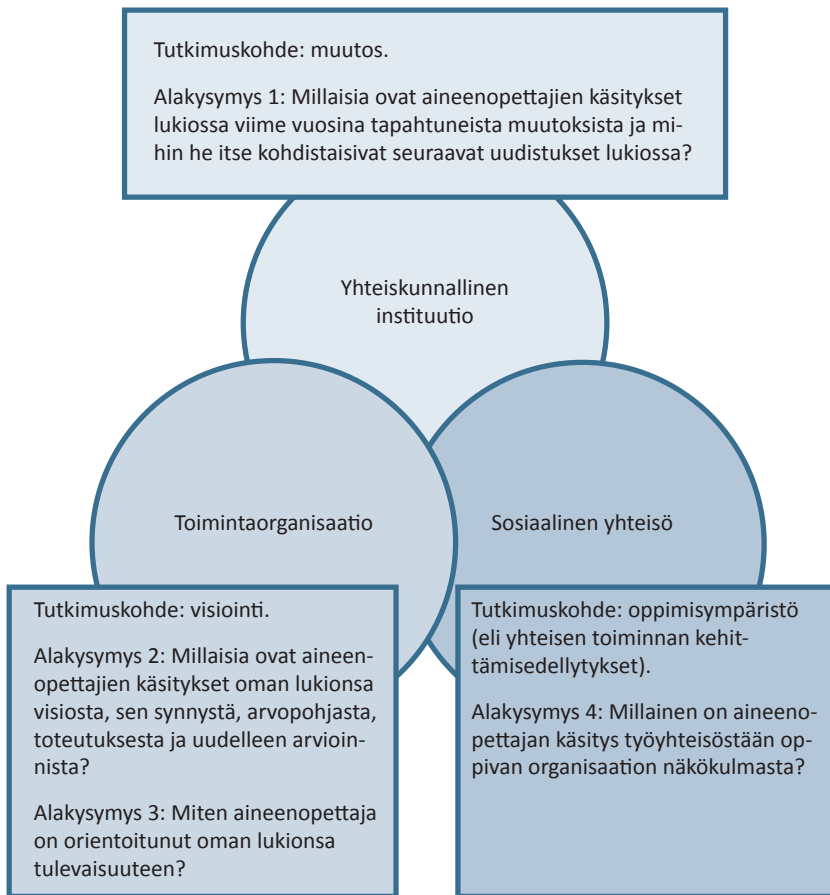 Tutkimuskohde: muutos.
Alakysymys 1: Millaisia ovat aineenopettajien käsitykset
lukiossa viime vuosina tapahtuneista muutoksista ja mi-
hin he itse kohdistaisivat seuraavat uudistukset lukiossa?
Yhteiskunnallinen
instituutio
Toimintaorganisaatio
Sosiaalinen yhteisö
Tutkimuskohde: visiointi.
Alakysymys 2: Millaisia ovat aineen-
opettajien käsitykset oman lukionsa
visiosta, sen synnystä, arvopohjasta,
toteutuksesta ja uudelleen arvioin-
nista?
Alakysymys 3: Miten aineenopettaja
on orientoitunut oman lukionsa
tulevaisuuteen?
Tutkimuskohde: oppimisympäristö
(eli yhteisen toiminnan kehit-
tämisedellytykset).
Alakysymys 4: Millainen on aineeno-
pettajan käsitys työyhteisöstään op-
pivan organisaation näkökulmasta?